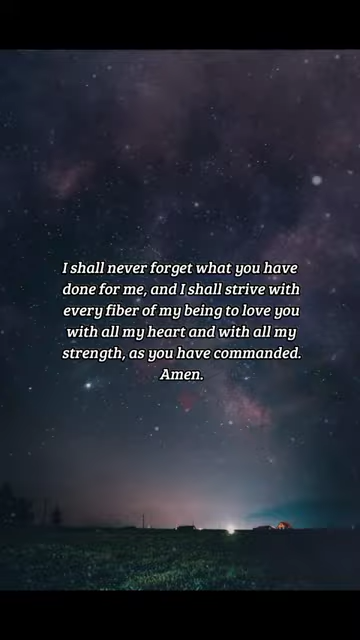 I shall never forget what you have
done for me, and I shall strive with
every fiber of my being to love you
with all my heart and with all my
strength, as you have commanded.
Amen.